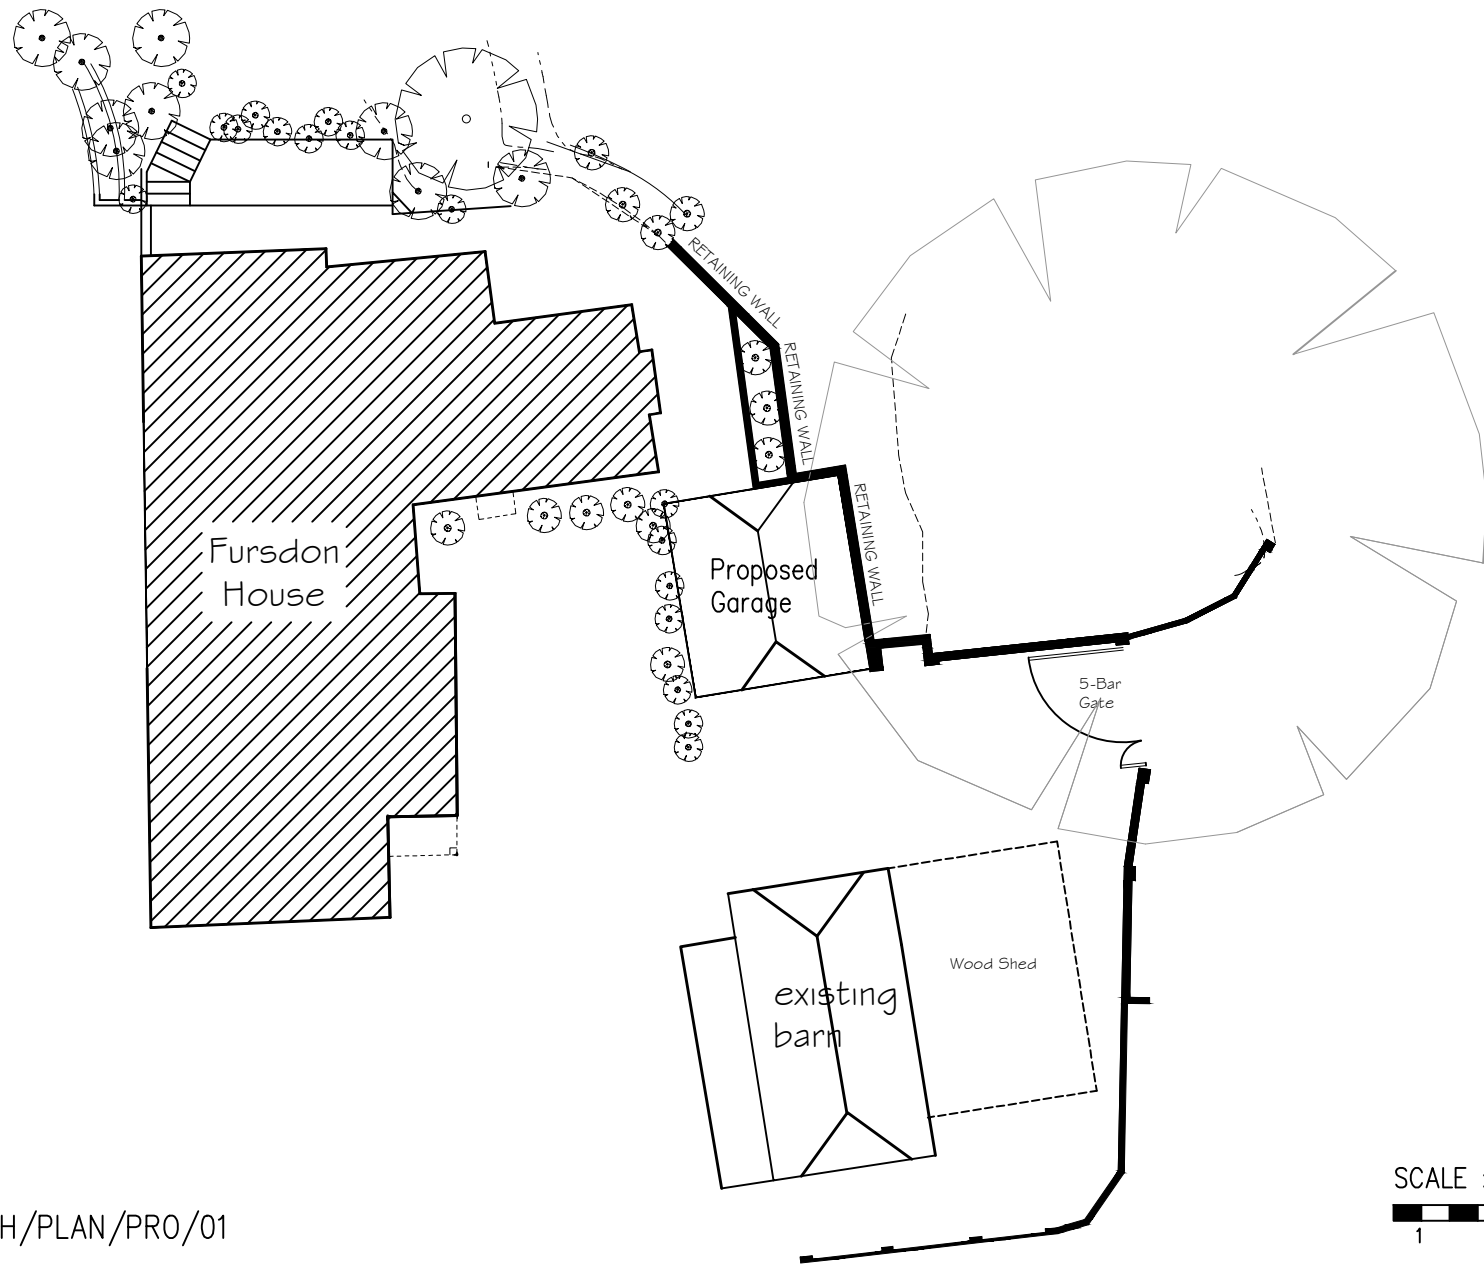 RETAINING WALL
RETAINING WALL
RETAINING WALL
Fursdon
House
Proposed
Garage
5-Bar
Gate
Wood Shed
existing
barn
SCALE
1
H/PLAN/PRO/01